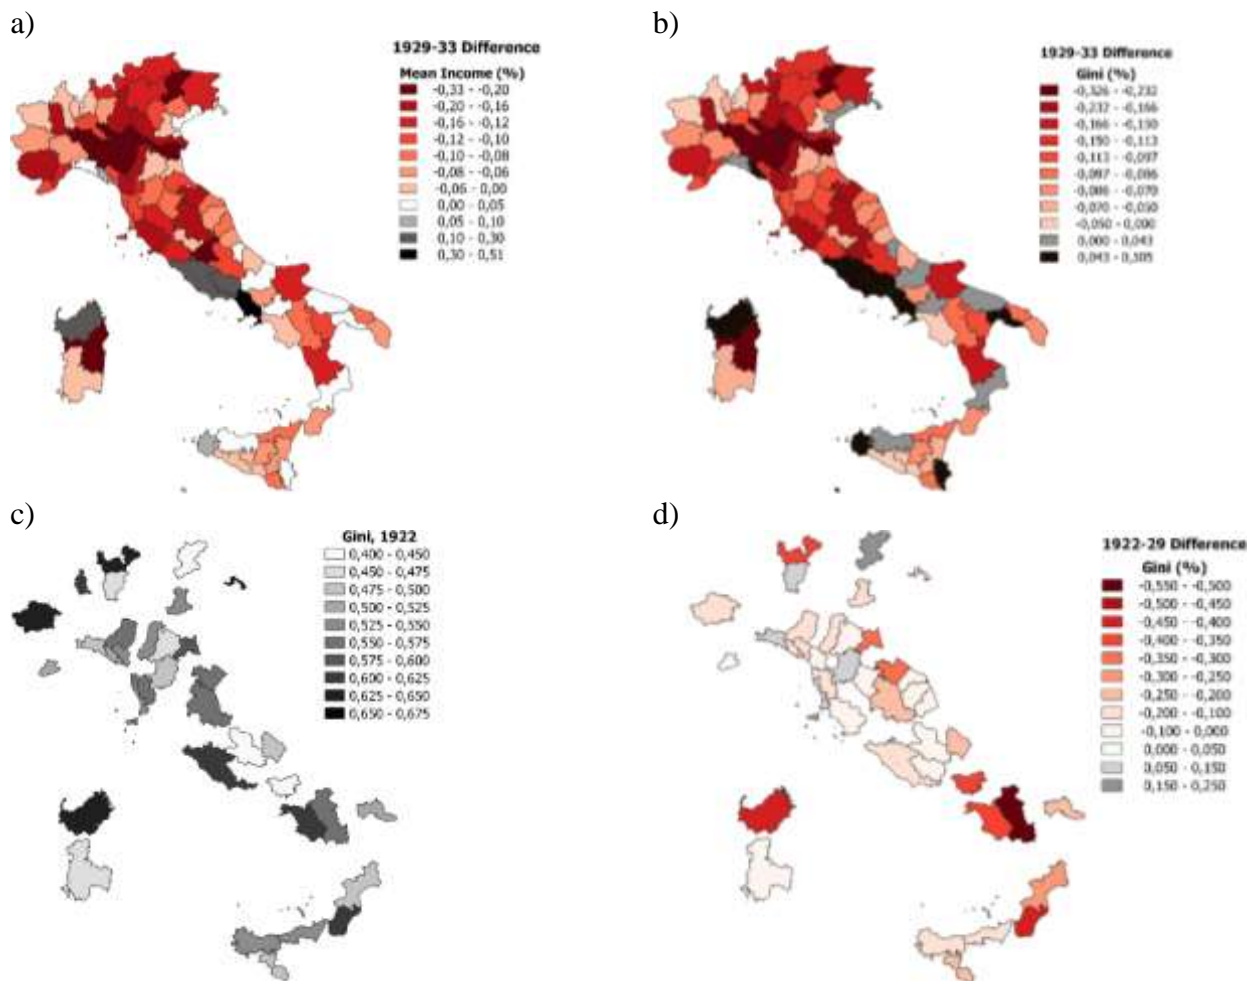 a)
1929-33 Difference
Mean Income (%)
-0,33 - -0,20
-0,20 - -0,16
-0,16 - -0,12
-0,12 - -0,10
-0,10 - -0,08
-0,08 - -0,06
-0,06 - 0,00
0,00 - 0,05
0,05 - 0,10
0,10 - 0,30
0,30 - 0,51
b)
1929-33 Difference
Gini (%)
-0,326 - -0,232
-0,232 - -0,166
-0,166 - -0,150
-0,150 - -0,113
-0,113 - -0,097
-0,097 - -0,086
-0,086 - -0,070
-0,070 - -0,050
-0,050 - -0,000
0,000 - 0,043
0,043 - 0,305
c)
Gini, 1922
0,400 - 0,450
0,450 - 0,475
0,475 - 0,500
0,500 - 0,525
0,525 - 0,550
0,550 - 0,575
0,575 - 0,600
0,600 - 0,625
0,625 - 0,650
0,650 - 0,675
d)
1922-29 Difference
Gini (%)
-0,550 - -0,500
-0,500 - -0,450
-0,450 - -0,400
-0,400 - -0,350
-0,350 - -0,300
-0,300 - -0,250
-0,250 - -0,200
-0,200 - -0,100
-0,100 - 0,000
0,000 - 0,050
0,050 - 0,150
0,150 - 0,250